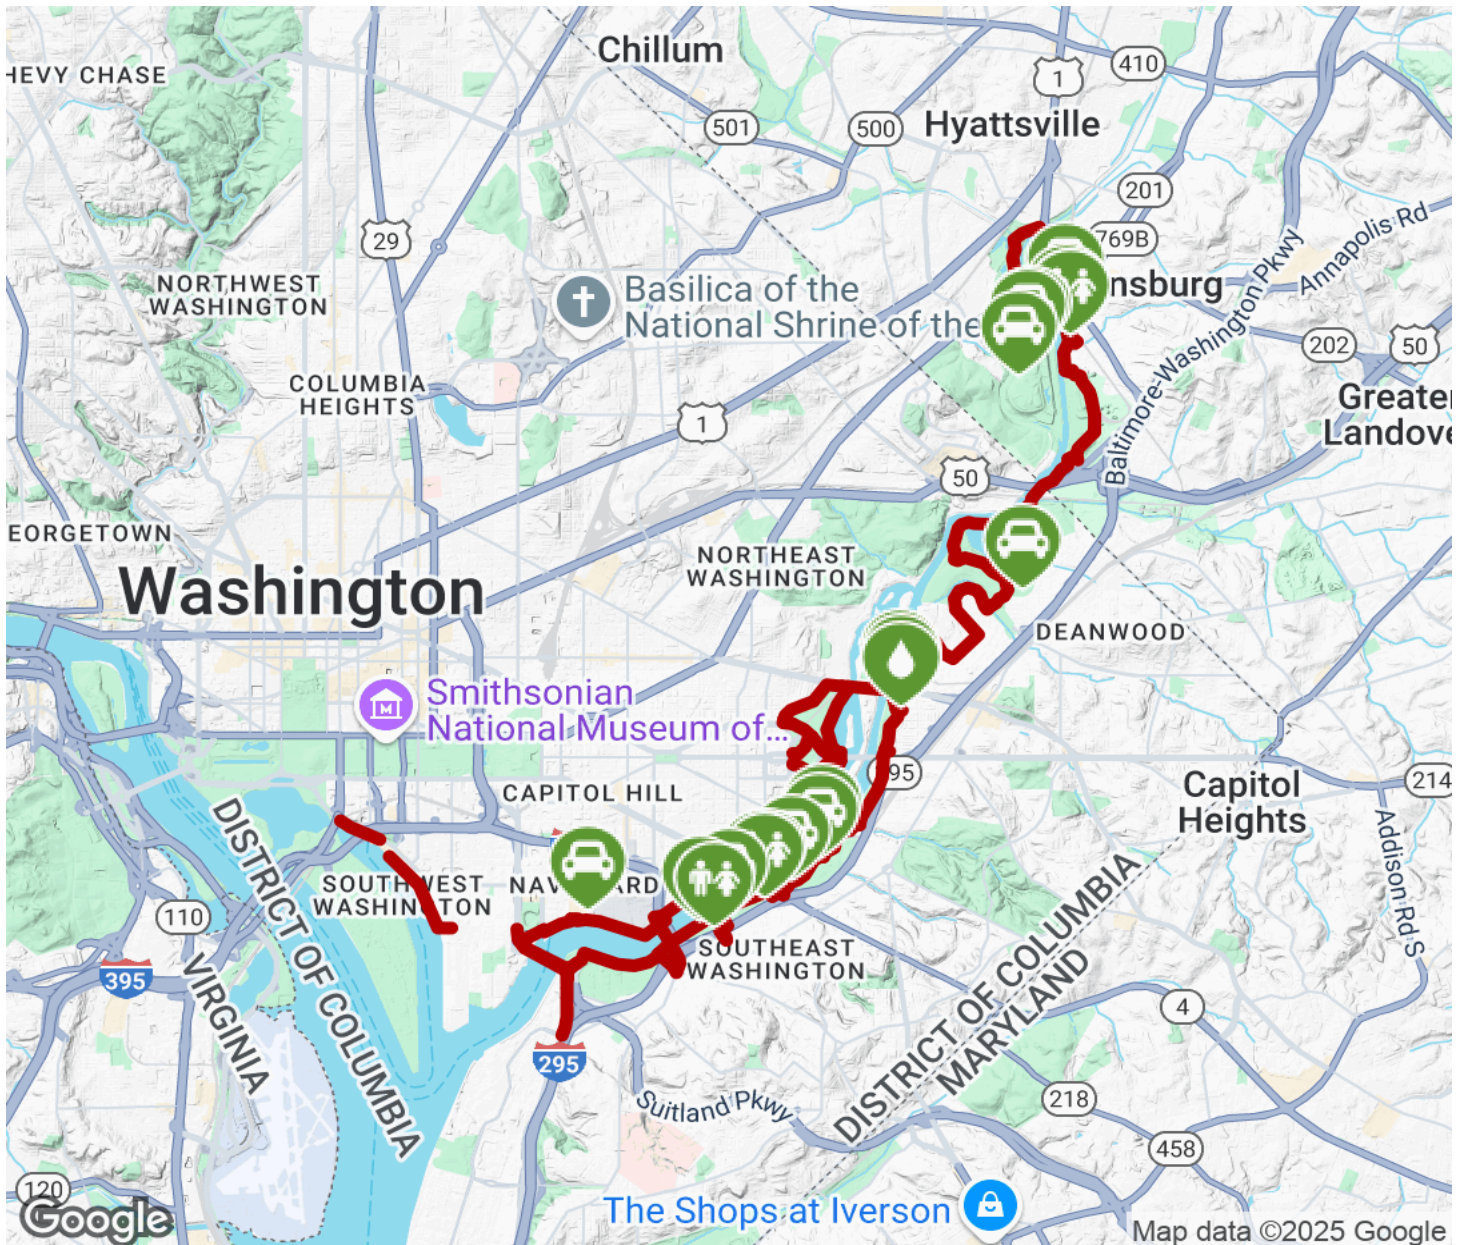 Chillum
410
1
HEVY CHASE
501
500
Hyattsville
201
Annapolis Rd
29
769B
NORTHWEST
WASHINGTON
Basilica of the
National Shrine of the
nsburg
Baltimore-Washington Pkwy
202
50
COLUMBIA
HEIGHTS
1
Greater
Landove
50
EORGETOWN
NORTHEAST
WASHINGTON
Washington
DEANWOOD
Smithsonian
National Museum of...
95
CAPITOL HILL
Capitol
Heights
214
Addison Rd S
DISTRICT OF COLUMBIA
VIRGINIA
SOUTHWEST
WASHINGTON
NAV
ARD
110
395
SOUTHEAST
WASHINGTON
DISTRICT OF COLUMBIA
MARYLAND
4
295
Suitland Pkwy
218
458
120
The Shops at Iverson
Google
Map data ©2025 Google